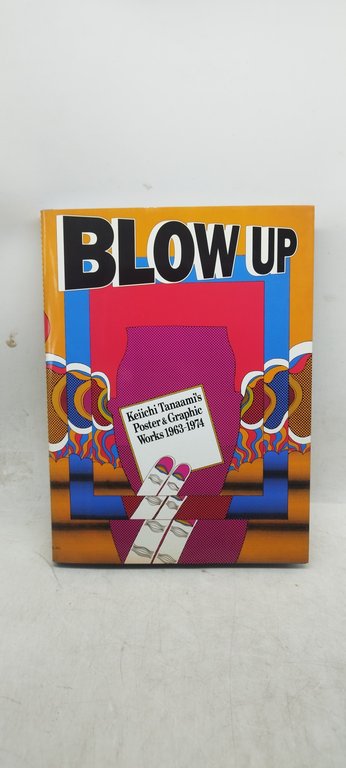 BLOW UP
Keiichi Tanaami's
Poster & Graphic
Works 1963-1974